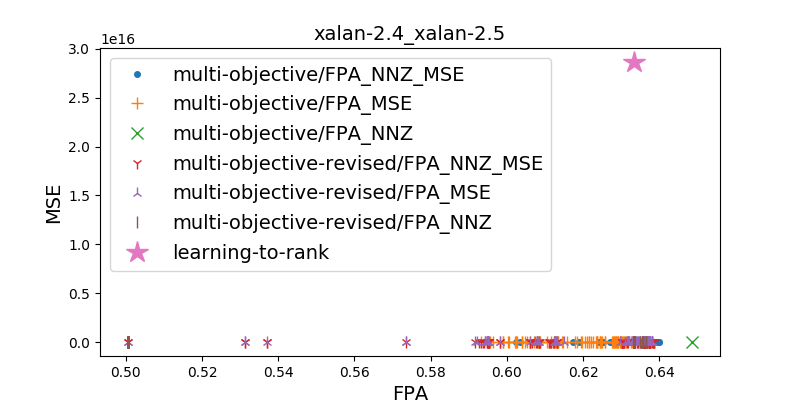 xalan-2.4_xalan-2.5
1e16
3.0
2.5
2.0
1.5
1.0
0.5
0.0
MSE
multi-objective/FPA_NNZ_MSE
multi-objective/FPA_MSE
multi-objective/FPA_NNZ
multi-objective-revised/FPA_NNZ_MSE
multi-objective-revised/FPA_MSE
multi-objective-revised/FPA_NNZ
learning-to-rank
0.50 0.52 0.54 0.56 0.58 0.60 0.62 0.64
FPA